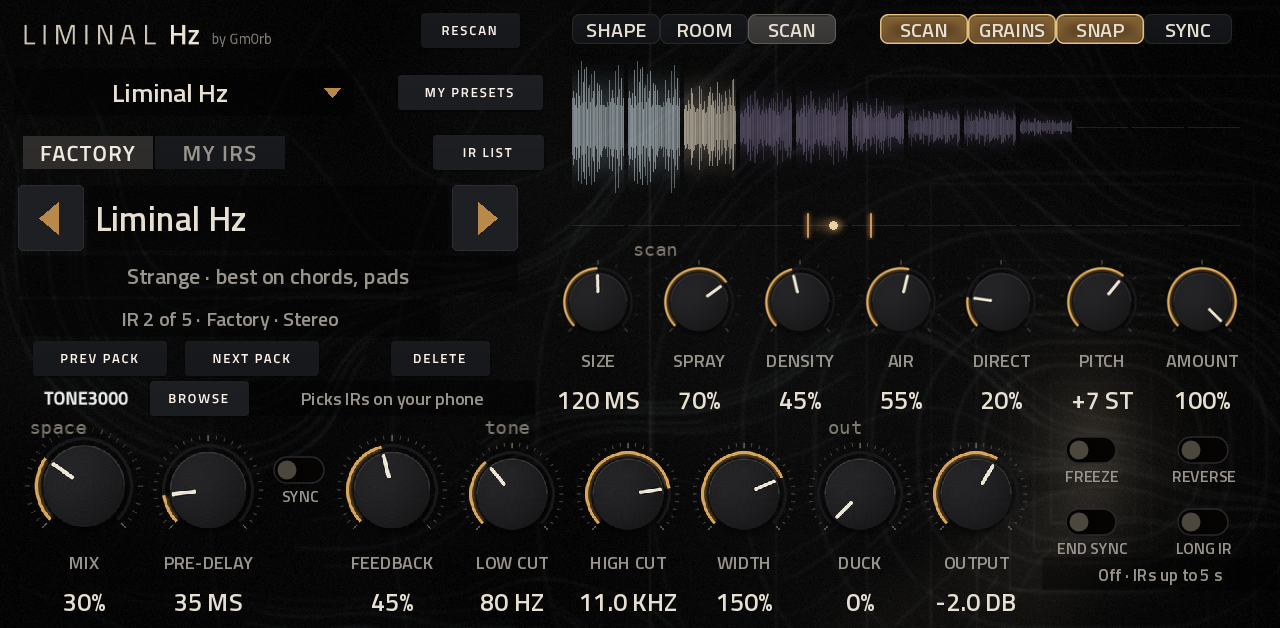 LIMINAL Hz by Gm0rb
RESCAN
SHAPE ROOM SCAN
SCAN GRAINS SNAP SYNC
Liminal Hz
MY PRESETS
FACTORY MY IRS
IR LIST
Liminal Hz
Strange · best on chords, pads
IR 2 of 5 · Factory · Stereo
PREV PACK NEXT PACK DELETE
TONE3000 BROWSE Picks IRs on your phone
scan
SIZE SPRAY DENSITY AIR DIRECT PITCH AMOUNT
120 MS 70% 45% 55% 20% +7 ST 100%
space tone out
SYNC
FREEZE REVERSE
END SYNC LONG IR
Off · IRs up to 5 s
MIX PRE-DELAY FEEDBACK LOW CUT HIGH CUT WIDTH DUCK OUTPUT
30% 35 MS 45% 80 HZ 11.0 KHZ 150% 0% -2.0 DB